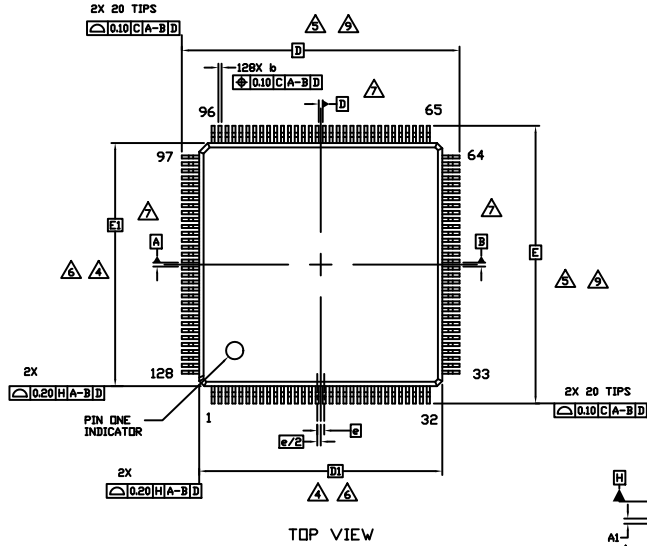 2X 20 TIPS
⌓ 0.10 C A-B D
5 9
D
128X b
⌖ 0.10 C A-B D
7
D
96
65
97
64
E1
7
7
A
B
E
6 4
5 9
2X
⌓ 0.20 H A-B D
128
33
PIN ONE
INDICATOR
1
32
e
e/2
2X 20 TIPS
⌓ 0.10 C A-B D
2X
⌓ 0.20 H A-B D
D1
4 6
H
A1
TOP VIEW